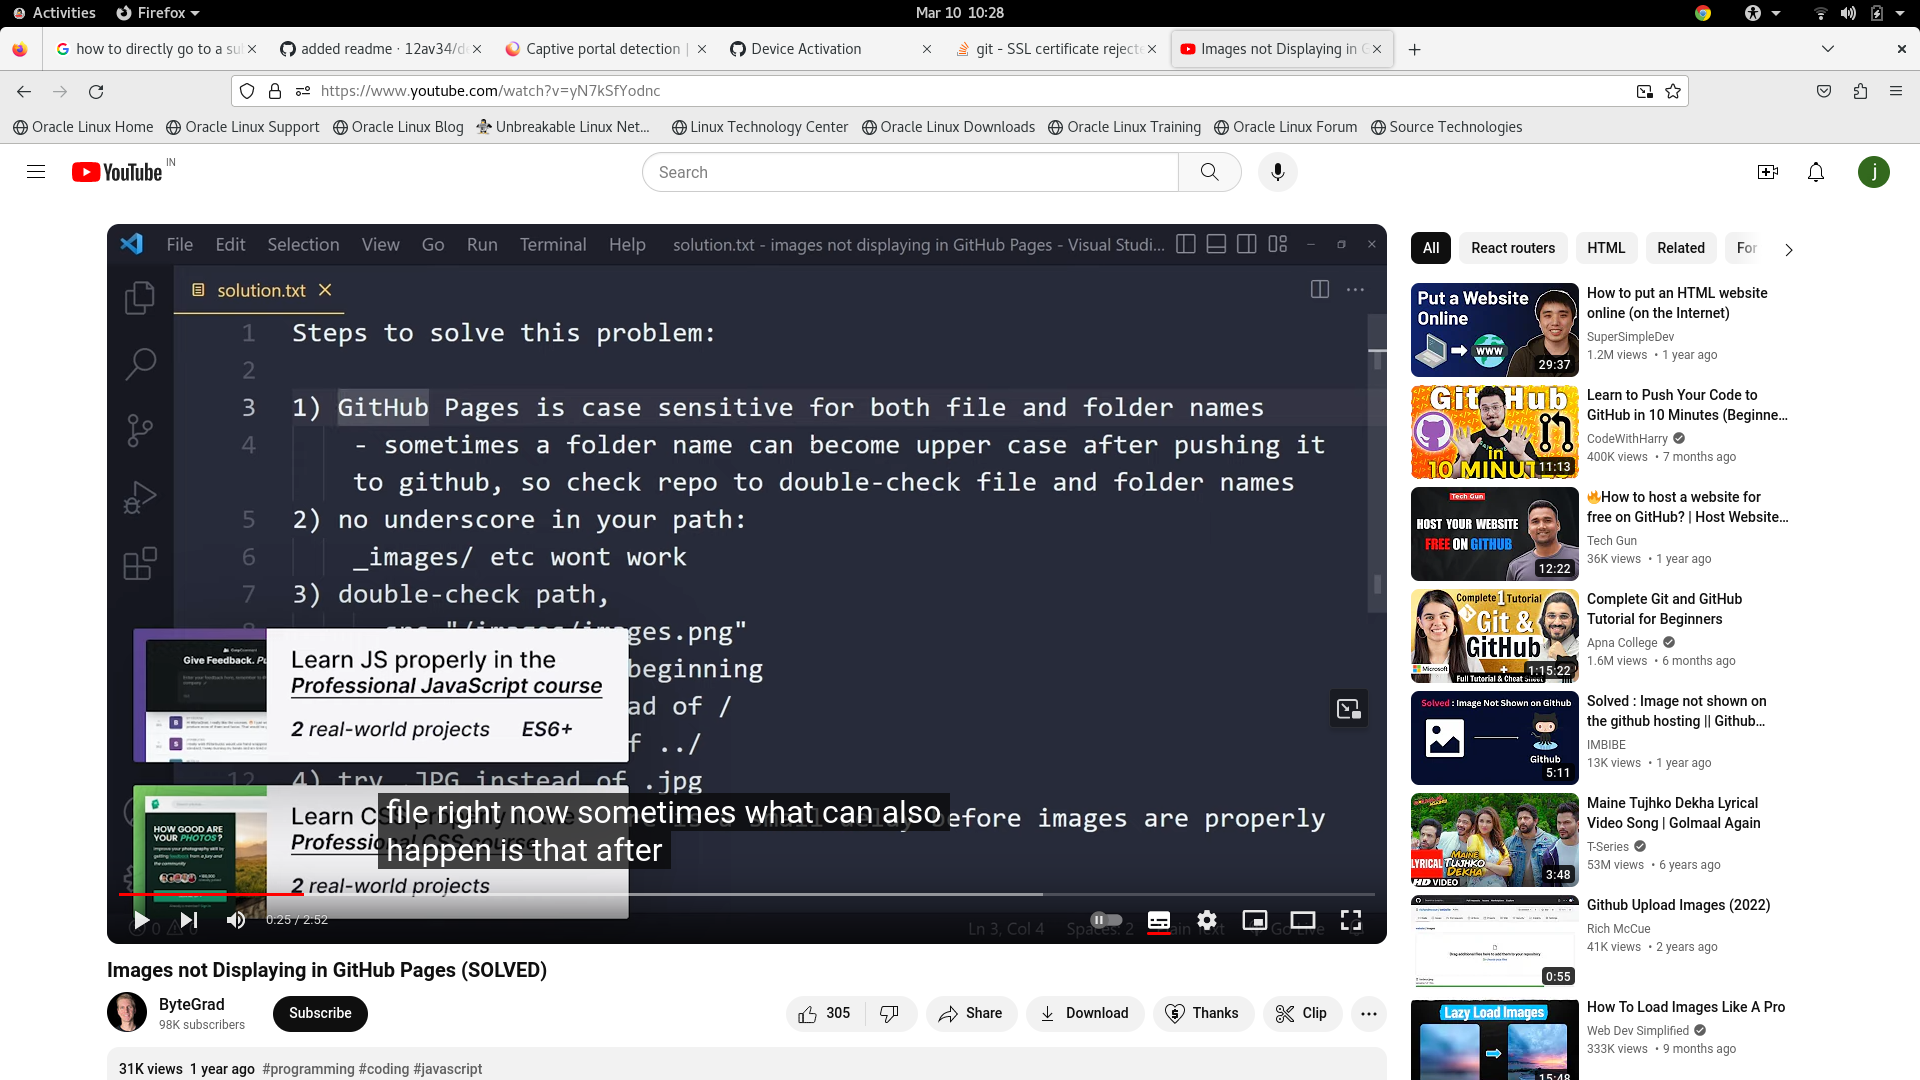 Activities
Firefox
Mar 10 10:28
how to directly go to a su
added readme · 12av34/d
Captive portal detection |
Device Activation
git - SSL certificate reject
Images not Displaying in G
https://www.youtube.com/watch?v=yN7kSfYodnc
Oracle Linux Home
Oracle Linux Support
Oracle Linux Blog
Unbreakable Linux Net...
Linux Technology Center
Oracle Linux Downloads
Oracle Linux Training
Oracle Linux Forum
Source Technologies
YouTube IN
Search
j
File Edit Selection View Go Run Terminal Help
solution.txt - images not displaying in GitHub Pages - Visual Studi...
solution.txt
1 Steps to solve this problem:
2
3 1) GitHub Pages is case sensitive for both file and folder names
4 - sometimes a folder name can become upper case after pushing it
to github, so check repo to double-check file and folder names
5 2) no underscore in your path:
6 _images/ etc wont work
7 3) double-check path,
"/images/images.png"
beginning
ad of /
f ../
12 4) try .JPG instead of .jpg
small delay before images are properly
Give Feedback.
Learn JS properly in the
Professional JavaScript course
2 real-world projects ES6+
HOW GOOD ARE
YOUR PHOTOS?
Learn CSS properly in the
Professional CSS course
2 real-world projects
file right now sometimes what can also
happen is that after
0:25 / 2:52
Ln 3, Col 4
Spaces: 2
Go Live
Images not Displaying in GitHub Pages (SOLVED)
ByteGrad
98K subscribers
Subscribe
305
Share
Download
Thanks
Clip
31K views 1 year ago #programming #coding #javascript
All
React routers
HTML
Related
For
Put a Website
Online
WWW
29:37
How to put an HTML website
online (on the Internet)
SuperSimpleDev
1.2M views • 1 year ago
GitHub
in
10 MINUTES
11:13
Learn to Push Your Code to
GitHub in 10 Minutes (Beginne...
CodeWithHarry
400K views • 7 months ago
Tech Gun
HOST YOUR WEBSITE
FREE ON GITHUB
12:22
🔥How to host a website for
free on GitHub? | Host Website...
Tech Gun
36K views • 1 year ago
Complete 1 Tutorial
Git &
GitHub
Microsoft
Full Tutorial & Cheat Sheet
1:15:22
Complete Git and GitHub
Tutorial for Beginners
Apna College
1.6M views • 6 months ago
Solved : Image Not Shown on Github
Github
5:11
Solved : Image not shown on
the github hosting || Github...
IMBIBE
13K views • 1 year ago
LYRICAL
MAINE TUJHKO
DEKHA
HD VIDEO
3:48
Maine Tujhko Dekha Lyrical
Video Song | Golmaal Again
T-Series
53M views • 6 years ago
0:55
Github Upload Images (2022)
Rich McCue
41K views • 2 years ago
Lazy Load Images
15:48
How To Load Images Like A Pro
Web Dev Simplified
333K views • 9 months ago